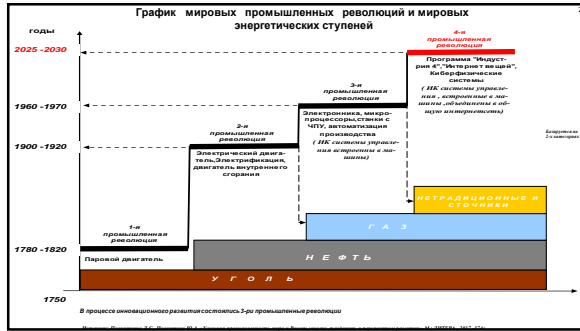 График мировых промышленных революций и мировых
энергетических ступеней
годы
2025 -2030
4-я
промышленная
революция
Программа "Индуст-
рия 4","Интернет вещей",
Киберфизические
системы
( ИК системы управле-
ния , встроенные в ма-
шины ,объединены в об-
щую интернетсеть)
3-я
промышленная
революция
1960 -1970
Электроника, микро-
процессоры,станки с
ЧПУ, автоматизация
производства
( ИК системы управле-
ния встроенны в ма-
шины)
2-я
промышленная
революция
1900 -1920
Электрический двига-
тель,Электрификация,
двигатель внутреннего
сгорания
НЕТРАДИЦИОННЫЕ И
СТОЧНИКИ
1-я
промышленная
революция
ГАЗ
1780 -1820
Паровой двигатель
НЕФТЬ
УГОЛЬ
1750
В процессе инновационного развития состоялись 3-ри промышленные
революции